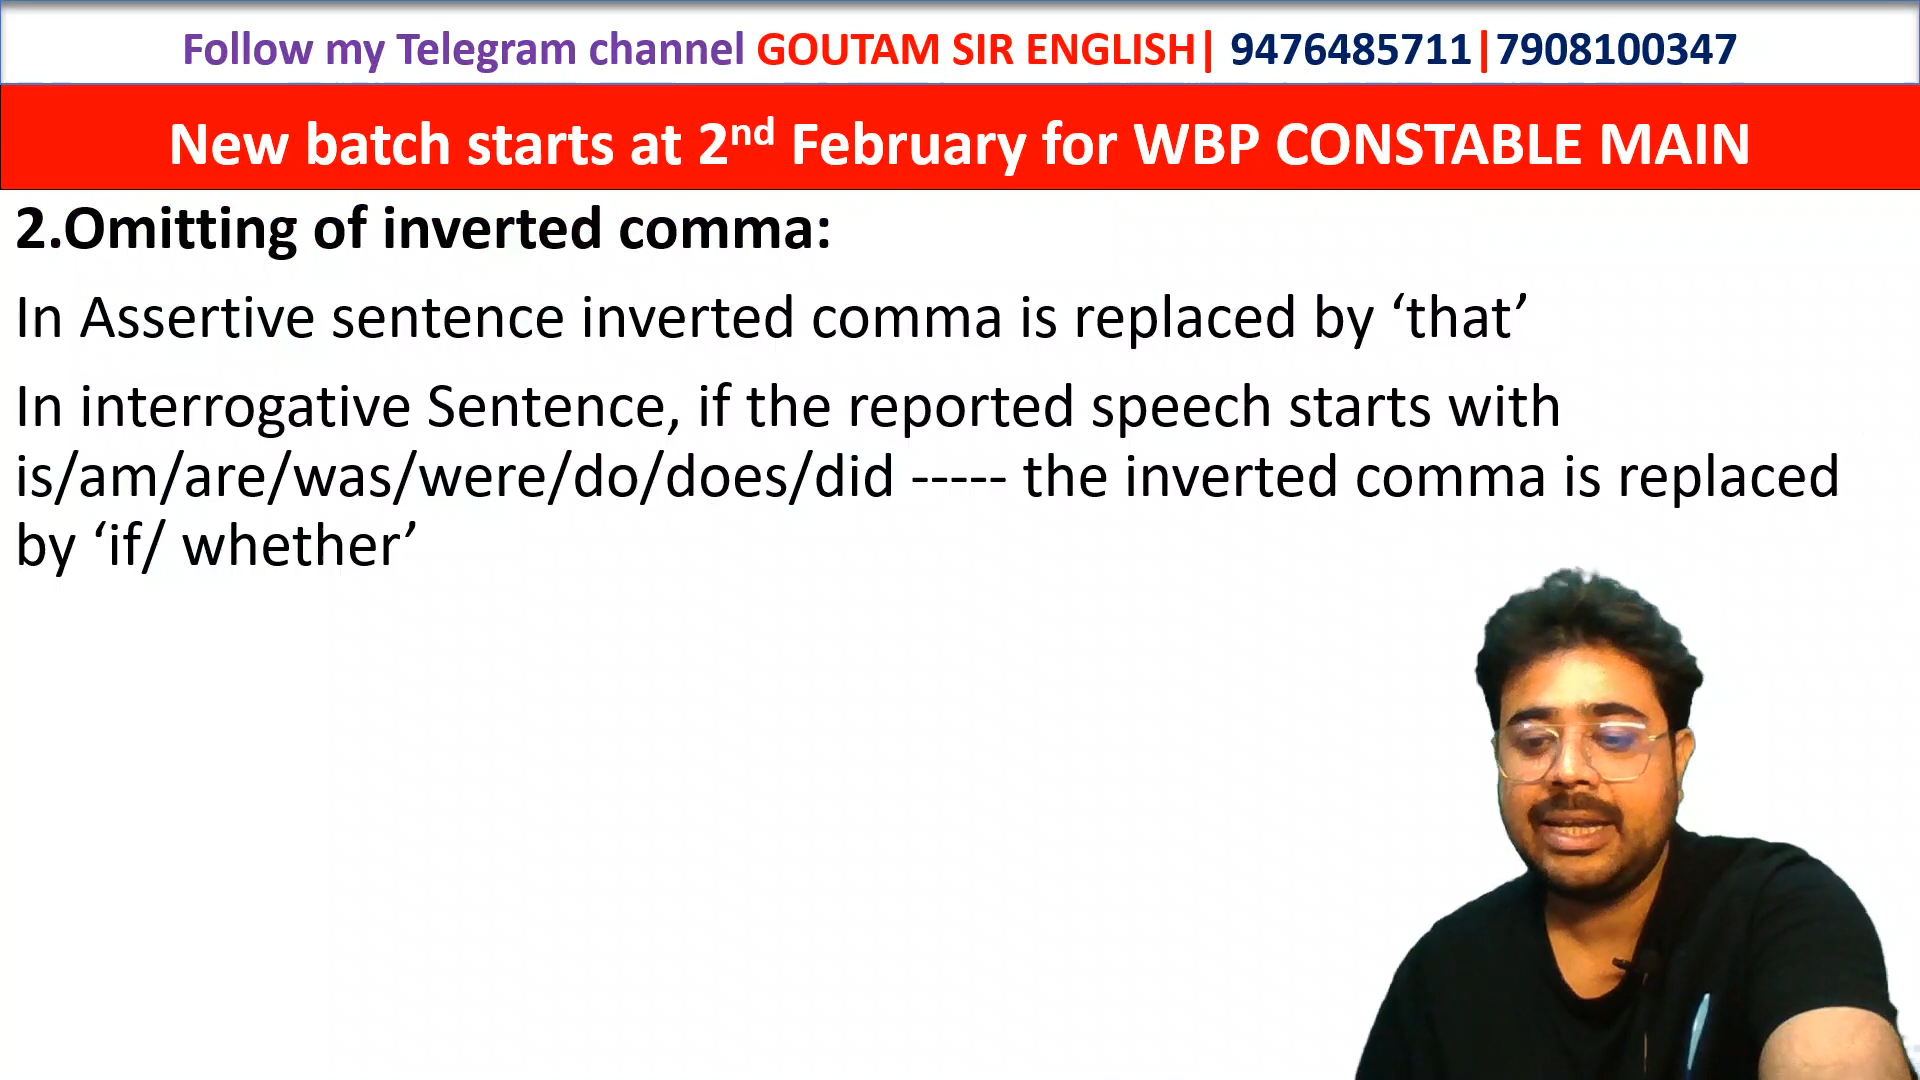 Follow my Telegram channel GOUTAM SIR ENGLISH| 9476485711|7908100347
New batch starts at 2nd February for WBP CONSTABLE MAIN
2.Omitting of inverted comma:
In Assertive sentence inverted comma is replaced by ‘that’
In interrogative Sentence, if the reported speech starts with
is/am/are/was/were/do/does/did ----- the inverted comma is replaced
by ‘if/ whether’